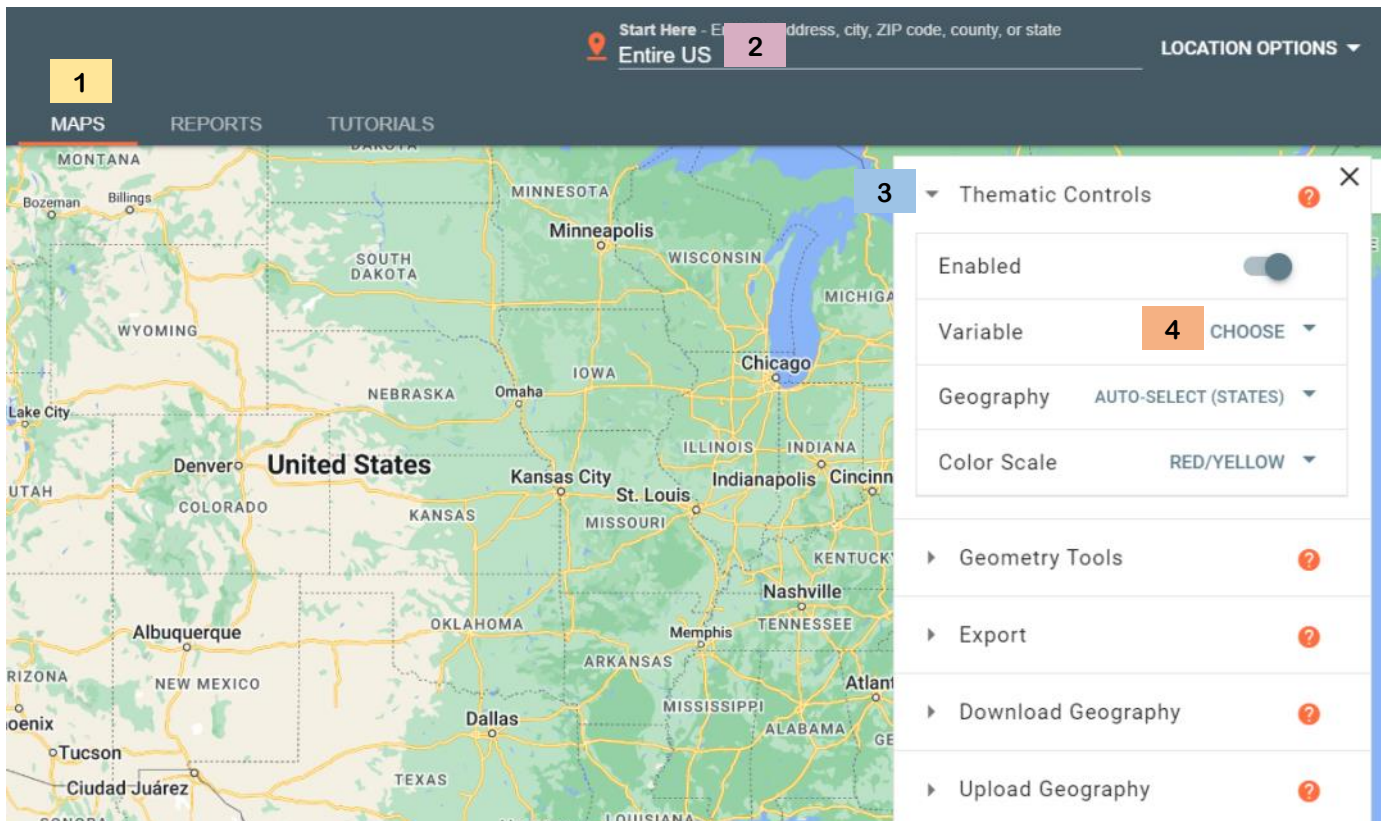 Start Here - E ddress, city, ZIP code, county, or state
Entire US
2
LOCATION OPTIONS
1
MAPS REPORTS TUTORIALS
DAKOTA
MONTANA
Bozeman
Billings
MINNESOTA
Minneapolis
SOUTH
DAKOTA
WISCONSIN
MICHIGA
WYOMING
Chicago
IOWA
NEBRASKA
Omaha
Lake City
ILLINOIS
INDIANA
Denver
United States
Kansas City
Indianapolis
Cincinn
UTAH
St. Louis
COLORADO
KANSAS
MISSOURI
KENTUCK
Nashville
OKLAHOMA
TENNESSEE
Albuquerque
Memphis
ARKANSAS
RIZONA
NEW MEXICO
Atlan
MISSISSIPPI
oenix
Dallas
ALABAMA
GE
Tucson
Ciudad Juárez
TEXAS
SONORA
LOUISIANA
3
Thematic Controls ?
Enabled
Variable 4 CHOOSE
Geography AUTO-SELECT (STATES)
Color Scale RED/YELLOW
Geometry Tools ?
Export ?
Download Geography ?
Upload Geography ?